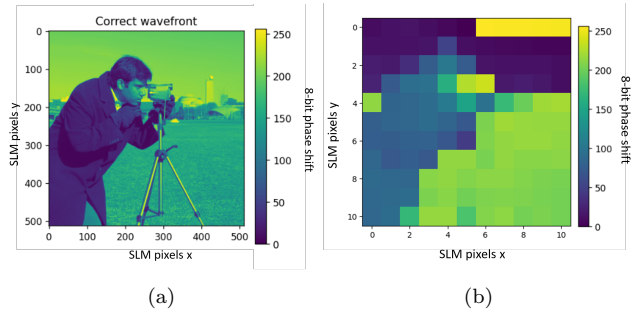 Correct wavefront
0
100
200
300
400
500
0 100 200 300 400 500
SLM pixels y
SLM pixels x
250
200
150
100
50
0
8-bit phase shift
(a)
0
2
4
6
8
10
0 2 4 6 8 10
SLM pixels y
SLM pixels x
250
200
150
100
50
0
8-bit phase shift
(b)